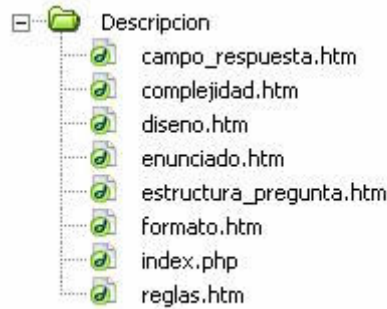 Descripcion
campo_respuesta.htm
complejidad.htm
diseno.htm
enunciado.htm
estructura_pregunta.htm
formato.htm
index.php
reglas.htm